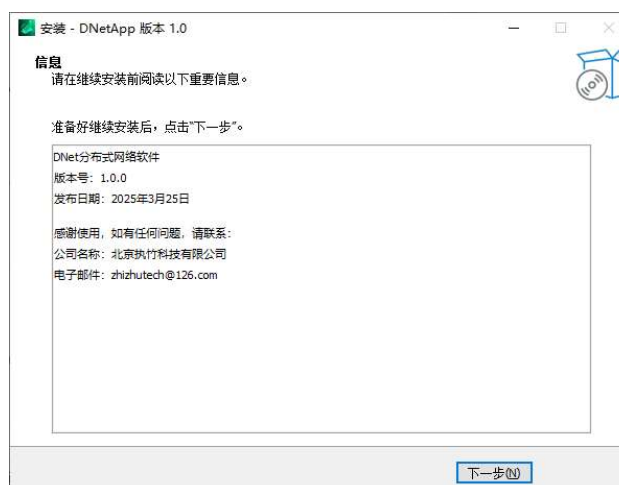 安装 - DNetApp 版本 1.0
信息
请在继续安装前阅读以下重要信息。
准备好继续安装后，点击“下一步”。
DNet分布式网络软件
版本号：1.0.0
发布日期：2025年3月25日
感谢使用，如有任何问题，请联系：
公司名称：北京执竹科技有限公司
电子邮件：zhizhutech@126.com
下一步(N)